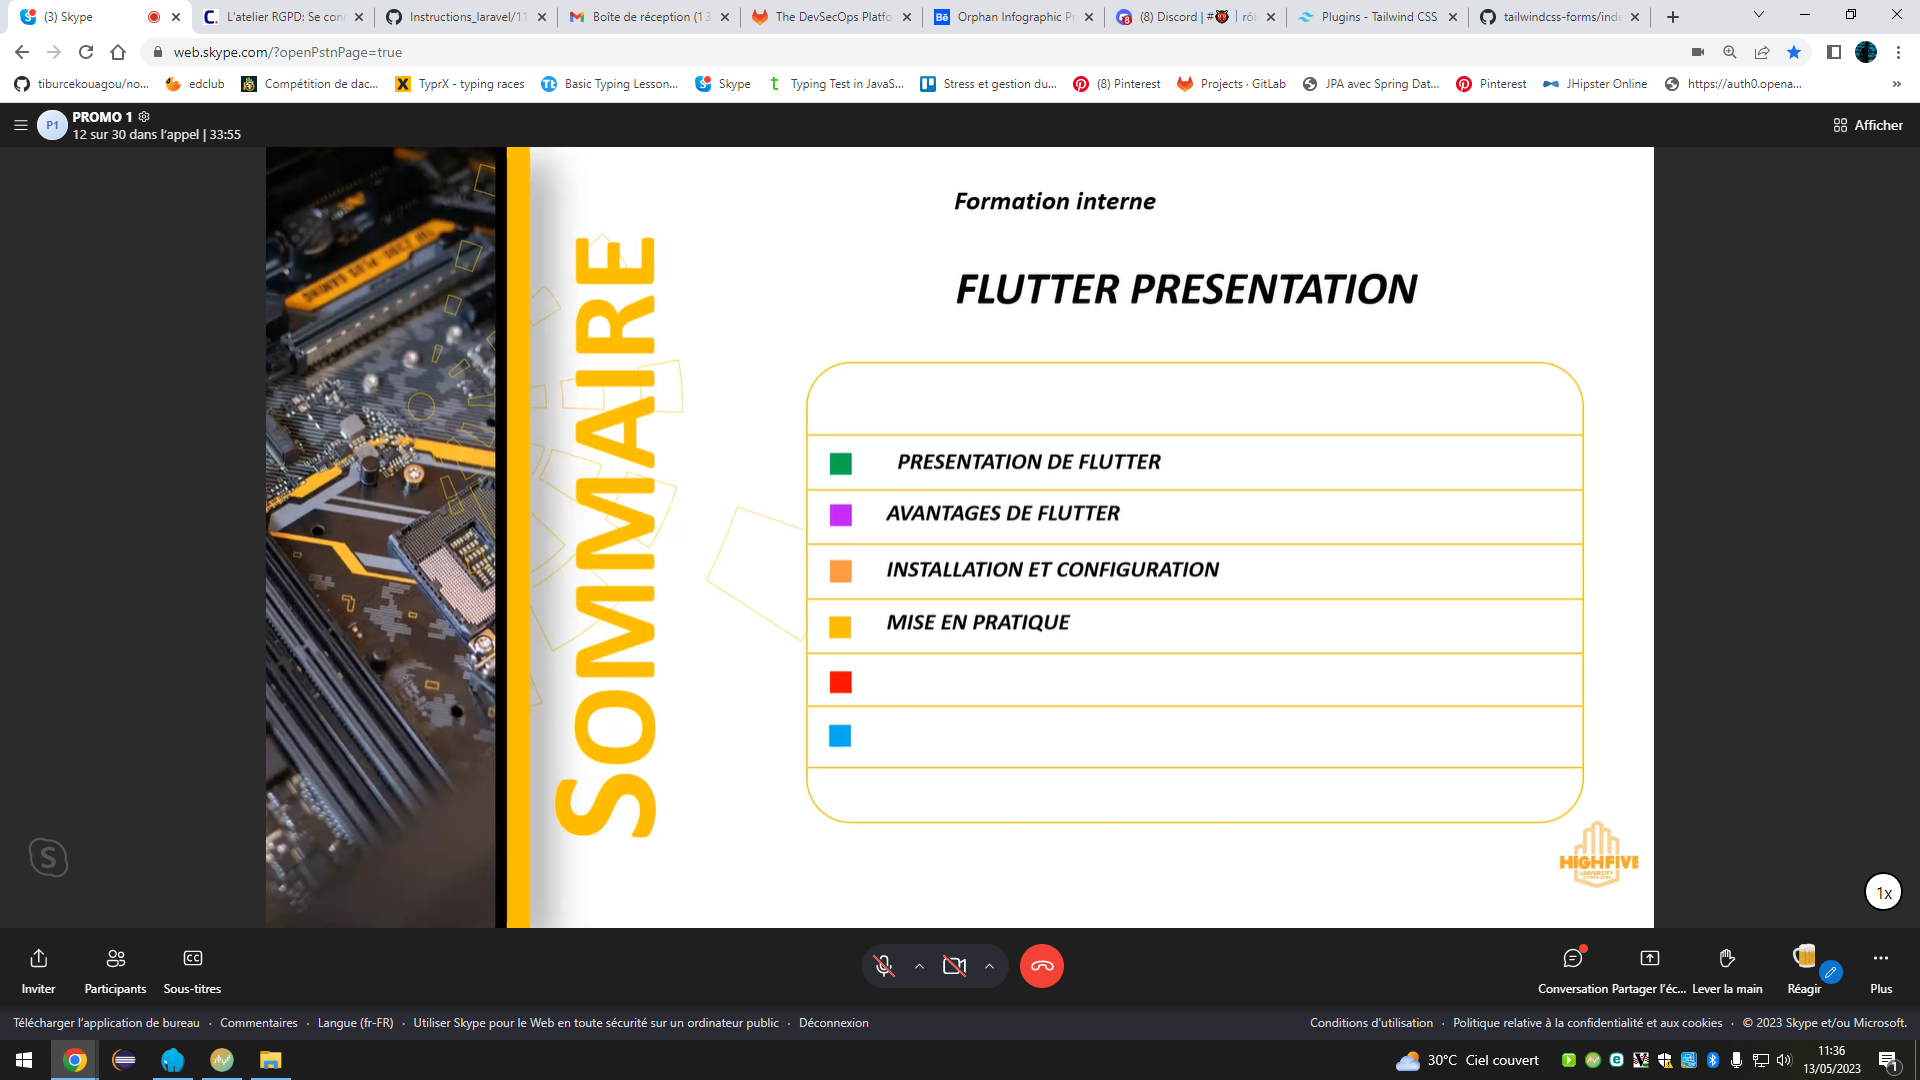 (3) Skype
L'atelier RGPD: Se con
Instructions_laravel/11
Boîte de réception (1 3
The DevSecOps Platfo
Orphan Infographic P
(8) Discord | #
| rôl
Plugins - Tailwind CSS
tailwindcss-forms/inde
web.skype.com/?openPstnPage=true
tiburcekouagou/no...
edclub
Compétition de dac...
TyprX - typing races
Basic Typing Lesson...
Skype
Typing Test in JavaS...
Stress et gestion du...
(8) Pinterest
Projects · GitLab
JPA avec Spring Dat...
Pinterest
JHipster Online
https://auth0.opena...
P1
PROMO 1
12 sur 30 dans l'appel | 33:55
Afficher
SOMMAIRE
Formation interne
FLUTTER PRESENTATION
PRESENTATION DE FLUTTER
AVANTAGES DE FLUTTER
INSTALLATION ET CONFIGURATION
MISE EN PRATIQUE
HIGHFIVE
UNIVERSITY
1x
Inviter
Participants
Sous-titres
Conversation
Partager l'éc...
Lever la main
Réagir
Plus
Télécharger l'application de bureau · Commentaires · Langue (fr-FR) · Utiliser Skype pour le Web en toute sécurité sur un ordinateur public · Déconnexion
Conditions d'utilisation · Politique relative à la confidentialité et aux cookies · © 2023 Skype et/ou Microsoft.
30°C Ciel couvert
11:36
13/05/2023
1